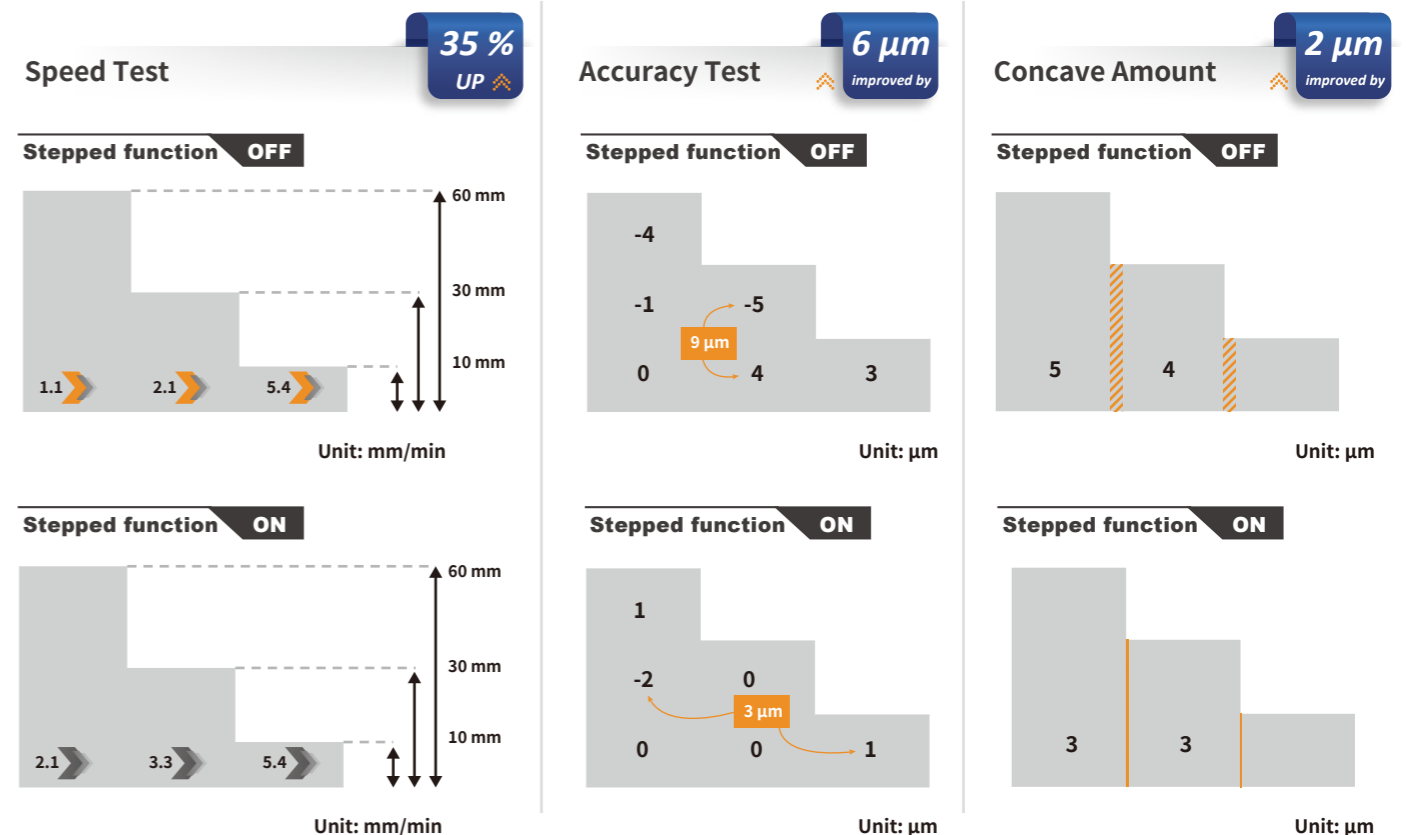 Speed Test
35 %
UP
Stepped function OFF
60 mm
30 mm
10 mm
1.1
2.1
5.4
Unit: mm/min
Stepped function ON
60 mm
30 mm
10 mm
2.1
3.3
5.4
Unit: mm/min
Accuracy Test
6 μm
improved by
Stepped function OFF
-4
-1
-5
9 μm
0
4
3
Unit: μm
Stepped function ON
1
-2
0
3 μm
0
0
1
Unit: μm
Concave Amount
2 μm
improved by
Stepped function OFF
5
4
Unit: μm
Stepped function ON
3
3
Unit: μm